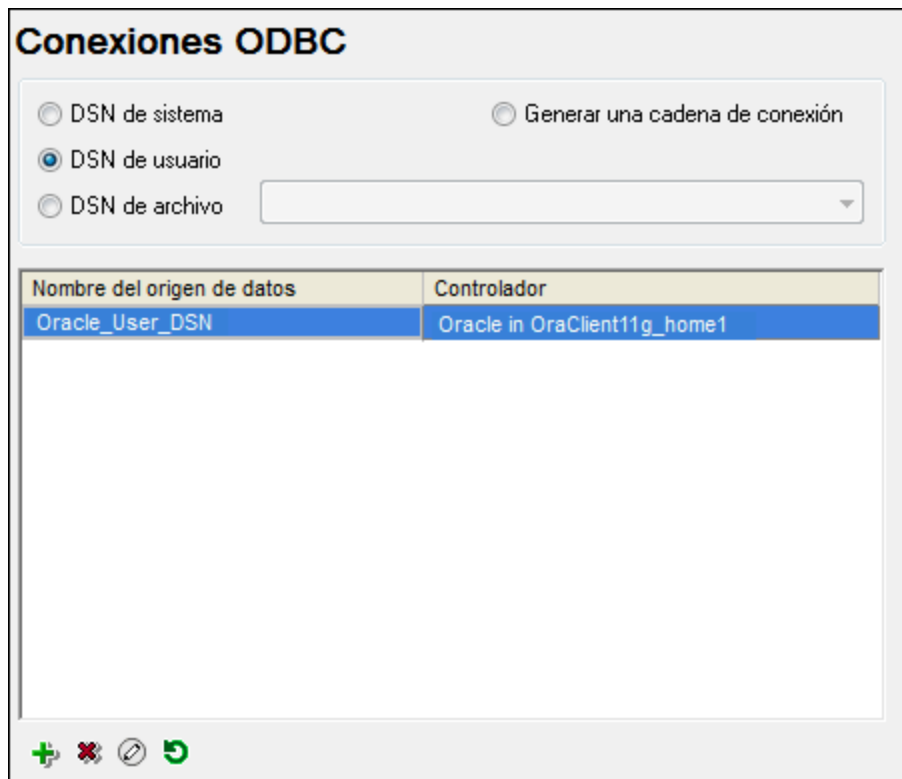 Conexiones ODBC
DSN de sistema
Generar una cadena de conexión
DSN de usuario
DSN de archivo
Nombre del origen de datos Controlador
Oracle_User_DSN Oracle in OraClient11g_home1